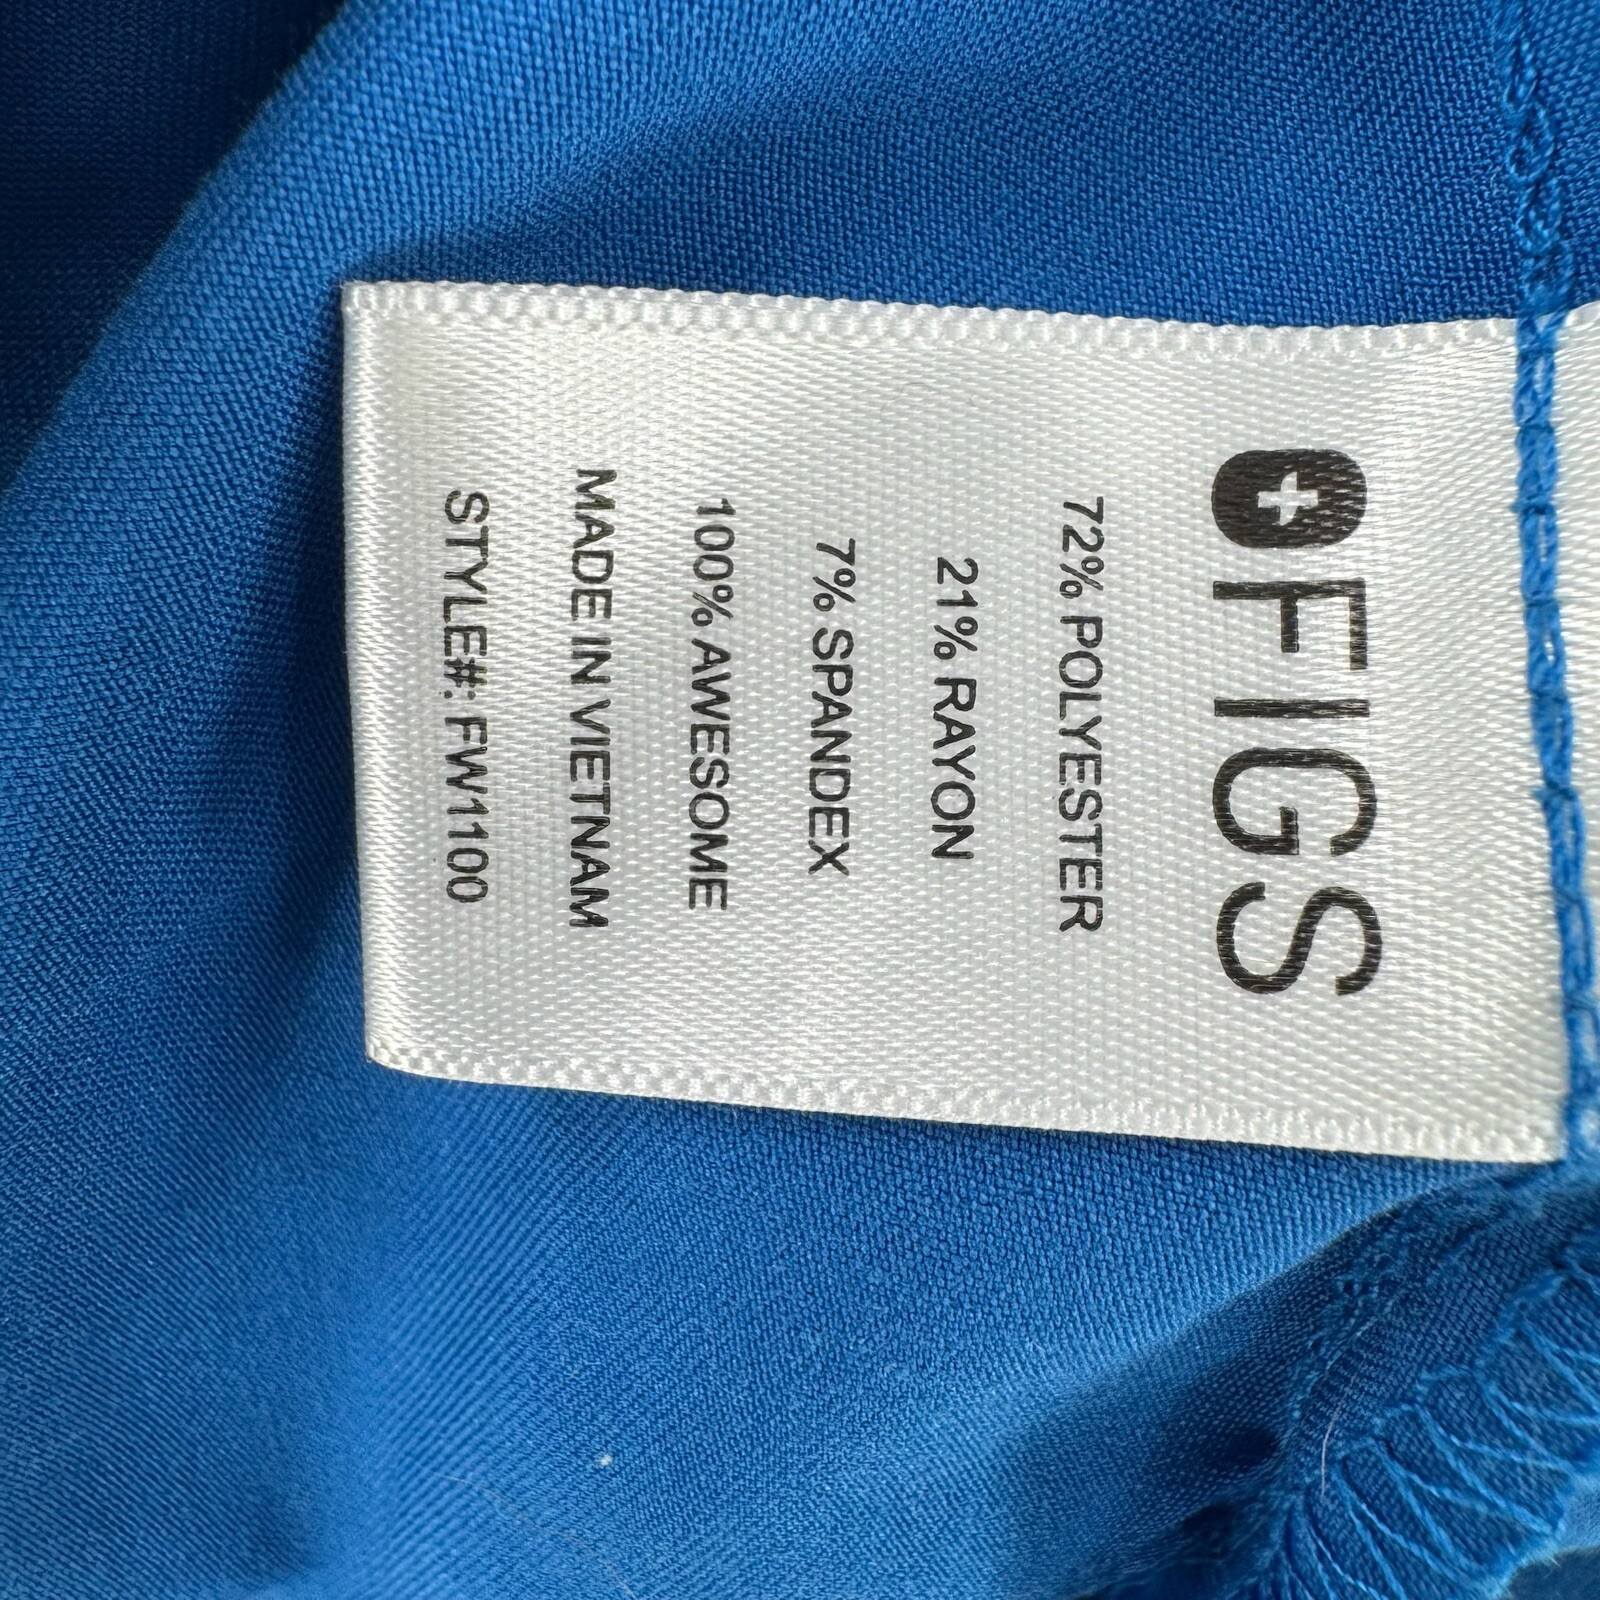 FIGS
72% POLYESTER
21% RAYON
7% SPANDEX
100% AWESOME
MADE IN VIETNAM
STYLE#: FW1100